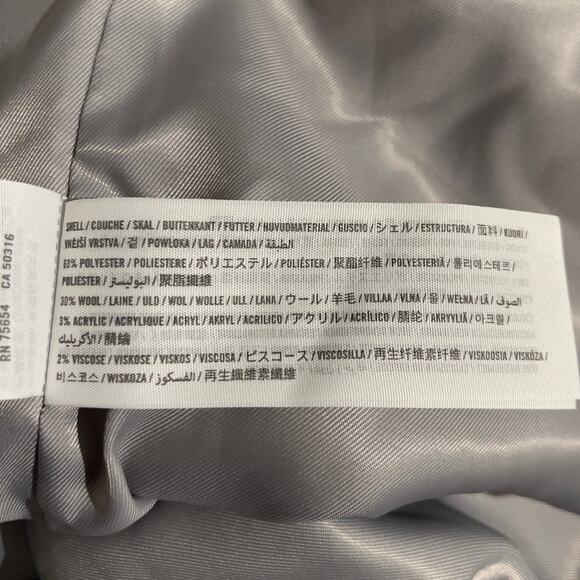 SHELL / COUCHE / SKAL / BUITENKANT / FUTTER / HUVUDMATERIAL / GUSCIO / シェル / ESTRUCTURA / 面料 / KUORI /
VNĚJŠÍ VRSTVA / 겉 / POWŁOKA / LAG / CAMADA / الطبقة /
POLYESTER / POLIESTERE / ポリエステル / POLIÉSTER / 聚酯纤维 / POLYESTERIÄ / 폴리에스테르 /
POLIESTER / البوليستر / 聚脂纖維
30% WOOL / LAINE / ULD / WOL / WOLLE / ULL / LANA / ウール / 羊毛 / VILLAA / VLNA / 울 / WEŁNA / LÃ / الصوف
3% ACRYLIC / ACRYLIQUE / ACRYL / AKRYL / ACRILICO / アクリル / ACRÍLICO / 腈纶 / AKRYYLIÄ / 아크릴 /
الأكريليك / 腈綸
2% VISCOSE / VISKOSE / VISKOS / VISCOSA / ビスコース / VISCOSILLA / 再生纤维素纤维 / VISKOOSIA / VISKÓZA /
비스코스 / WISKOZA / الفسكوز / 再生纖維素纖維
RN 75654 CA 50316